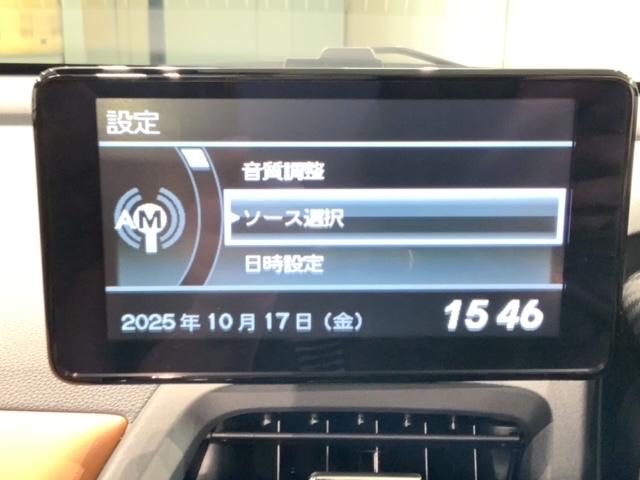 設定
音質調整
AM
ソース選択
日時設定
2025年10月17日（金）
15 46